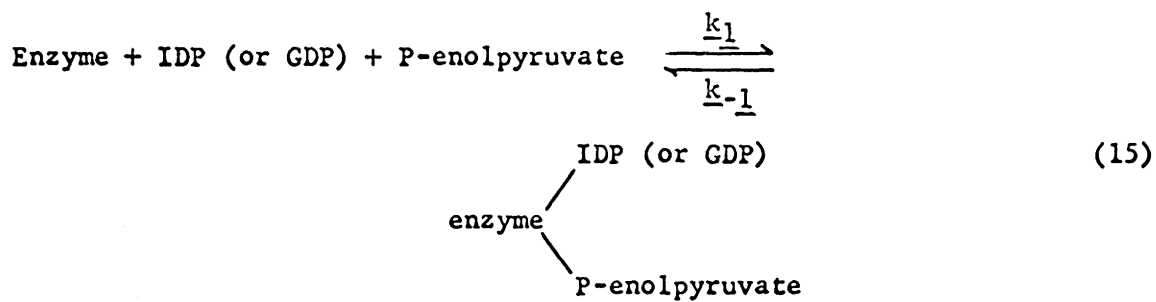 k1
Enzyme + IDP (or GDP) + P-enolpyruvate
k-1
IDP (or GDP) (15)
enzyme
P-enolpyruvate